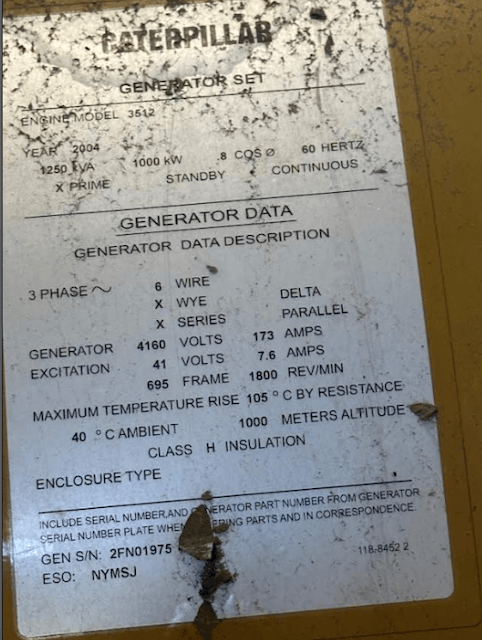 CATERPILLAR
GENERATOR SET
ENGINE MODEL 3512
YEAR 2004
1250 KVA 1000 kW .8 COS Ø 60 HERTZ
X PRIME STANDBY CONTINUOUS
GENERATOR DATA
GENERATOR DATA DESCRIPTION
3 PHASE ~ 6 WIRE
X WYE DELTA
X SERIES PARALLEL
GENERATOR 4160 VOLTS 173 AMPS
EXCITATION 41 VOLTS 7.6 AMPS
695 FRAME 1800 REV/MIN
MAXIMUM TEMPERATURE RISE 105 °C BY RESISTANCE
40 °C AMBIENT 1000 METERS ALTITUDE
CLASS H INSULATION
ENCLOSURE TYPE
INCLUDE SERIAL NUMBER AND GENERATOR PART NUMBER FROM GENERATOR
SERIAL NUMBER PLATE WHEN ORDERING PARTS AND IN CORRESPONDENCE.
GEN S/N: 2FN01975
118-8452 2
ESO: NYMSJ